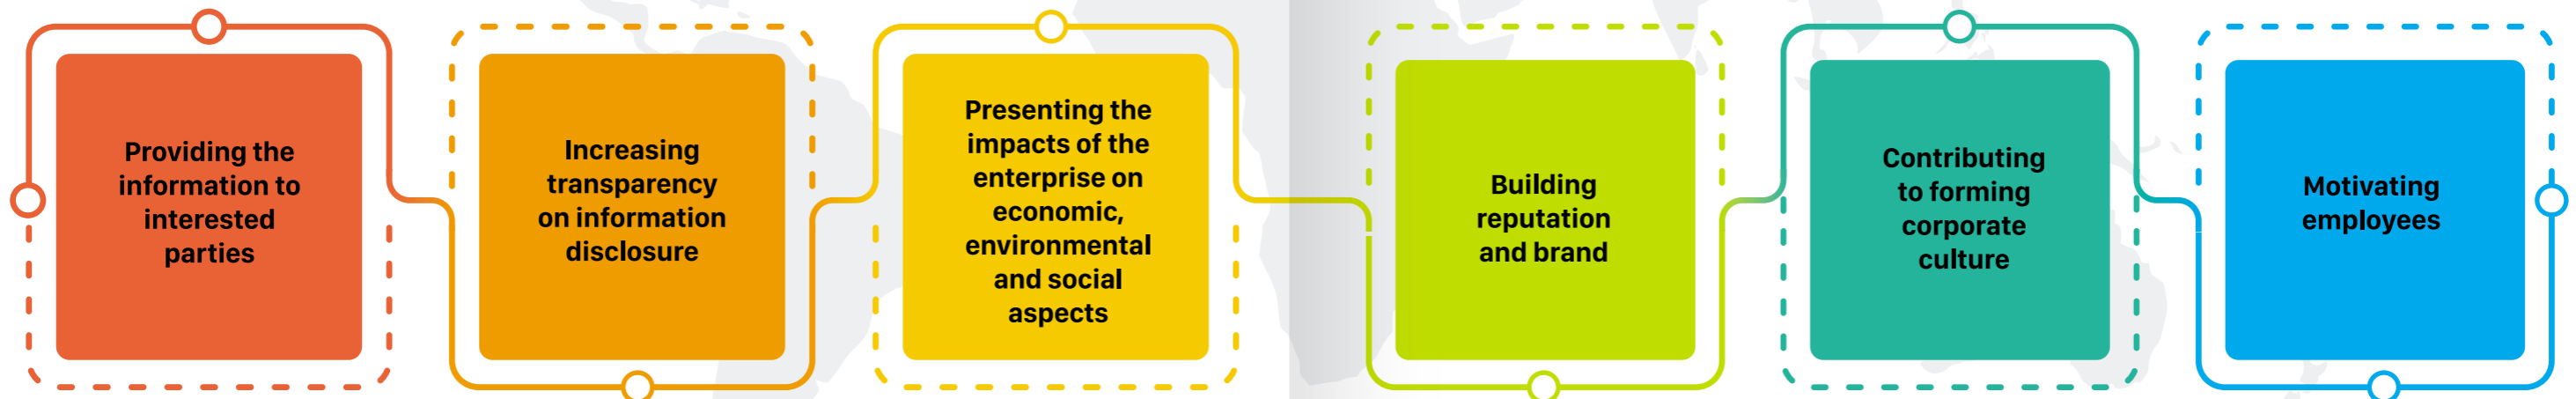 Providing the
information to
interested
parties
Increasing
transparency
on information
disclosure
Presenting the
impacts of the
enterprise on
economic,
environmental
and social
aspects
Building
reputation
and brand
Contributing
to forming
corporate
culture
Motivating
employees